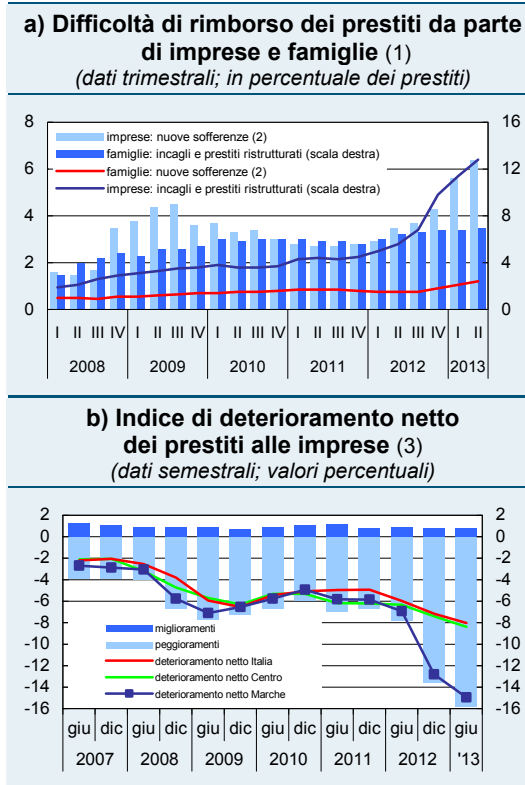 a) Difficoltà di rimborso dei prestiti da parte
di imprese e famiglie (1)
(dati trimestrali; in percentuale dei prestiti)
8 16
imprese: nuove sofferenze (2)
famiglie: incagli e prestiti ristrutturati (scala destra)
famiglie: nuove sofferenze (2)
imprese: incagli e prestiti ristrutturati (scala destra)
6 12
4 8
2 4
0 0
I II III IV I II III IV I II III IV I II III IV I II III IV I II
2008 2009 2010 2011 2012 2013
b) Indice di deterioramento netto
dei prestiti alle imprese (3)
(dati semestrali; valori percentuali)
2 2
0 0
-2 -2
-4 -4
-6 -6
-8 -8
miglioramenti
-10 -10
peggioramenti
deterioramento netto Italia
-12 -12
deterioramento netto Centro
-14 -14
deterioramento netto Marche
-16 -16
giu dic giu dic giu dic giu dic giu dic giu dic giu
2007 2008 2009 2010 2011 2012 '13